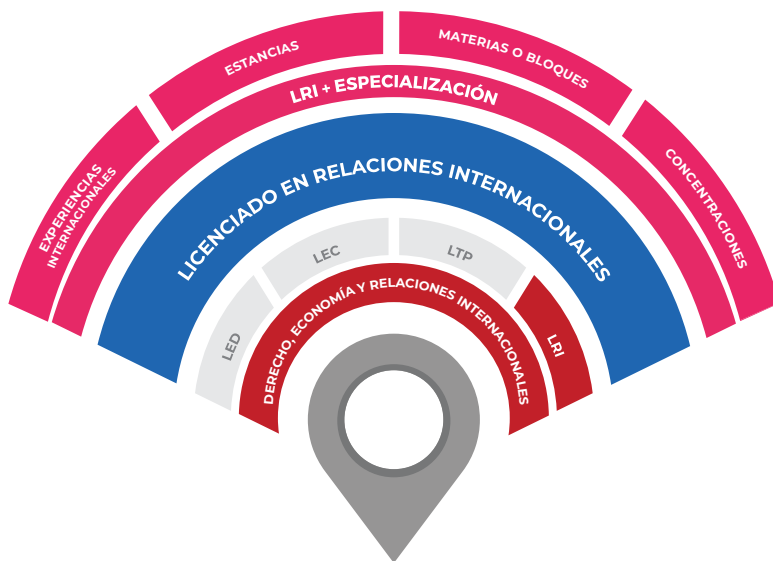 EXPERIENCIAS
INTERNACIONALES
ESTANCIAS
MATERIAS O BLOQUES
CONCENTRACIONES
LRI + ESPECIALIZACIÓN
LICENCIADO EN RELACIONES INTERNACIONALES
LED
LEC
LTP
LRI
DERECHO, ECONOMÍA Y RELACIONES INTERNACIONALES